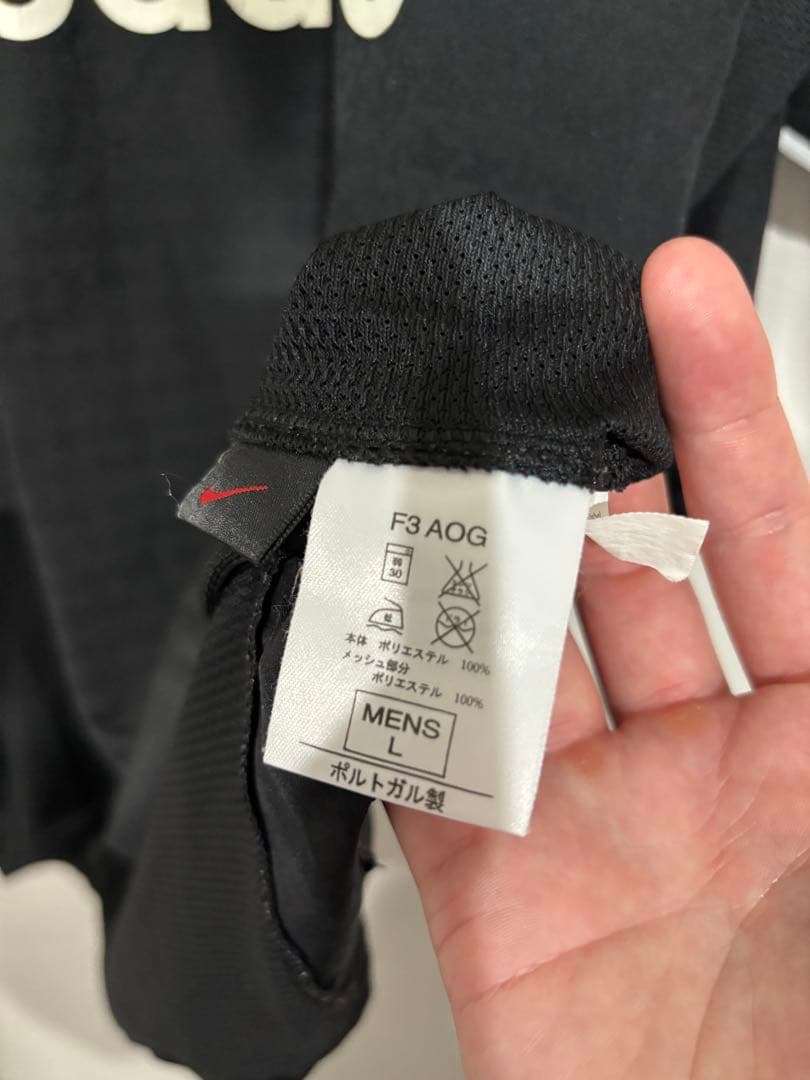 F3 AOG
弱
30
本体 ポリエステル 100%
メッシュ部分
ポリエステル 100%
MENS
L
ポルトガル製